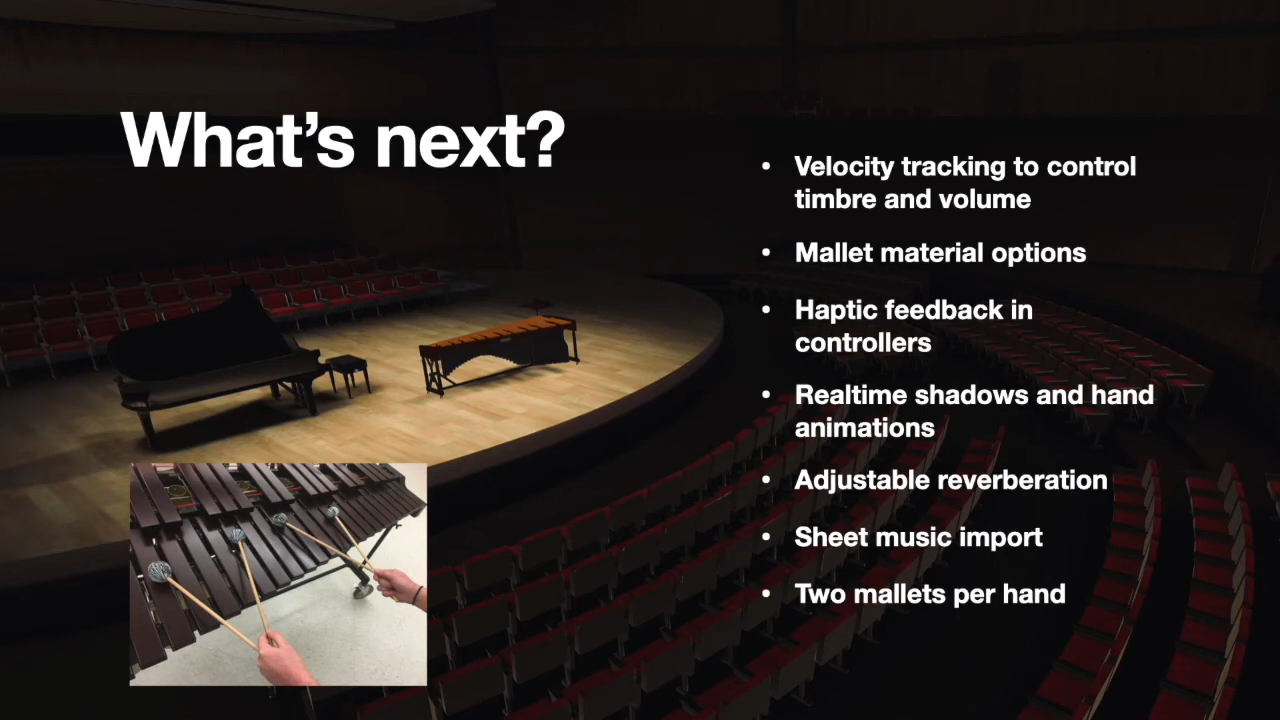 What’s next?
• Velocity tracking to control
timbre and volume
• Mallet material options
• Haptic feedback in
controllers
• Realtime shadows and hand
animations
• Adjustable reverberation
• Sheet music import
• Two mallets per hand